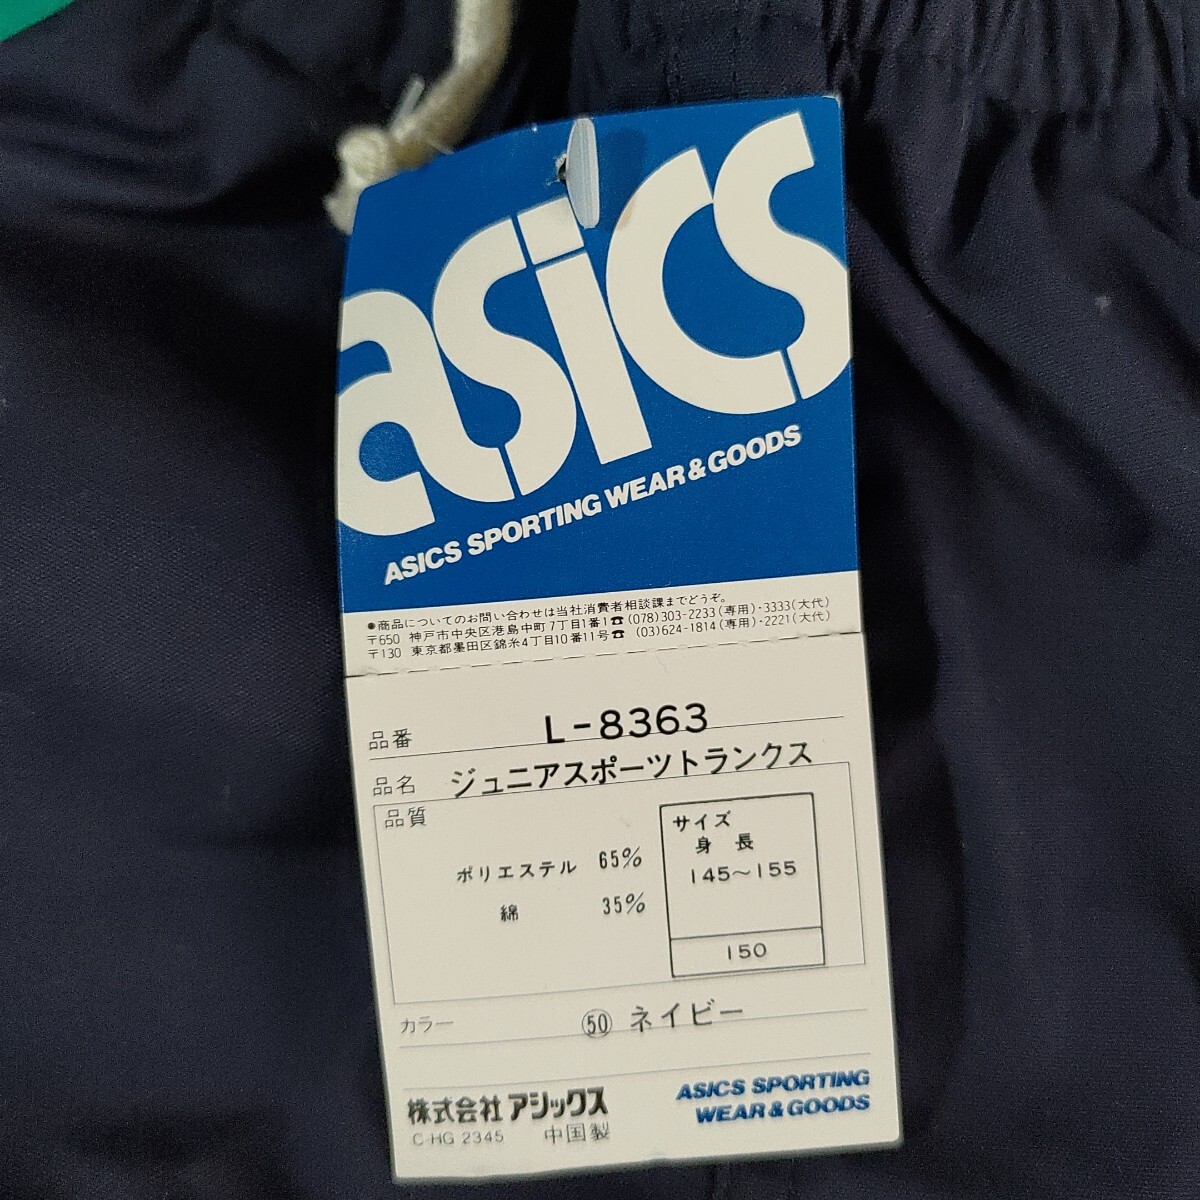 asics
ASICS SPORTING WEAR & GOODS
●商品についてのお問い合わせは当社消費者相談課までどうぞ。
〒650 神戸市中央区港島中町7丁目1番1☎(078)303-2233(専用)・3333(大代)
〒130 東京都墨田区錦糸4丁目10番11号☎ (03)624-1814(専用)・2221(大代)
品番 L-8363
品名 ジュニアスポーツトランクス
品質
ポリエステル 65%
綿 35%
サイズ
身長
145~155
150
カラー ㊿ ネイビー
株式会社 アシックス
C-HG 2345 中国製
ASICS SPORTING
WEAR & GOODS